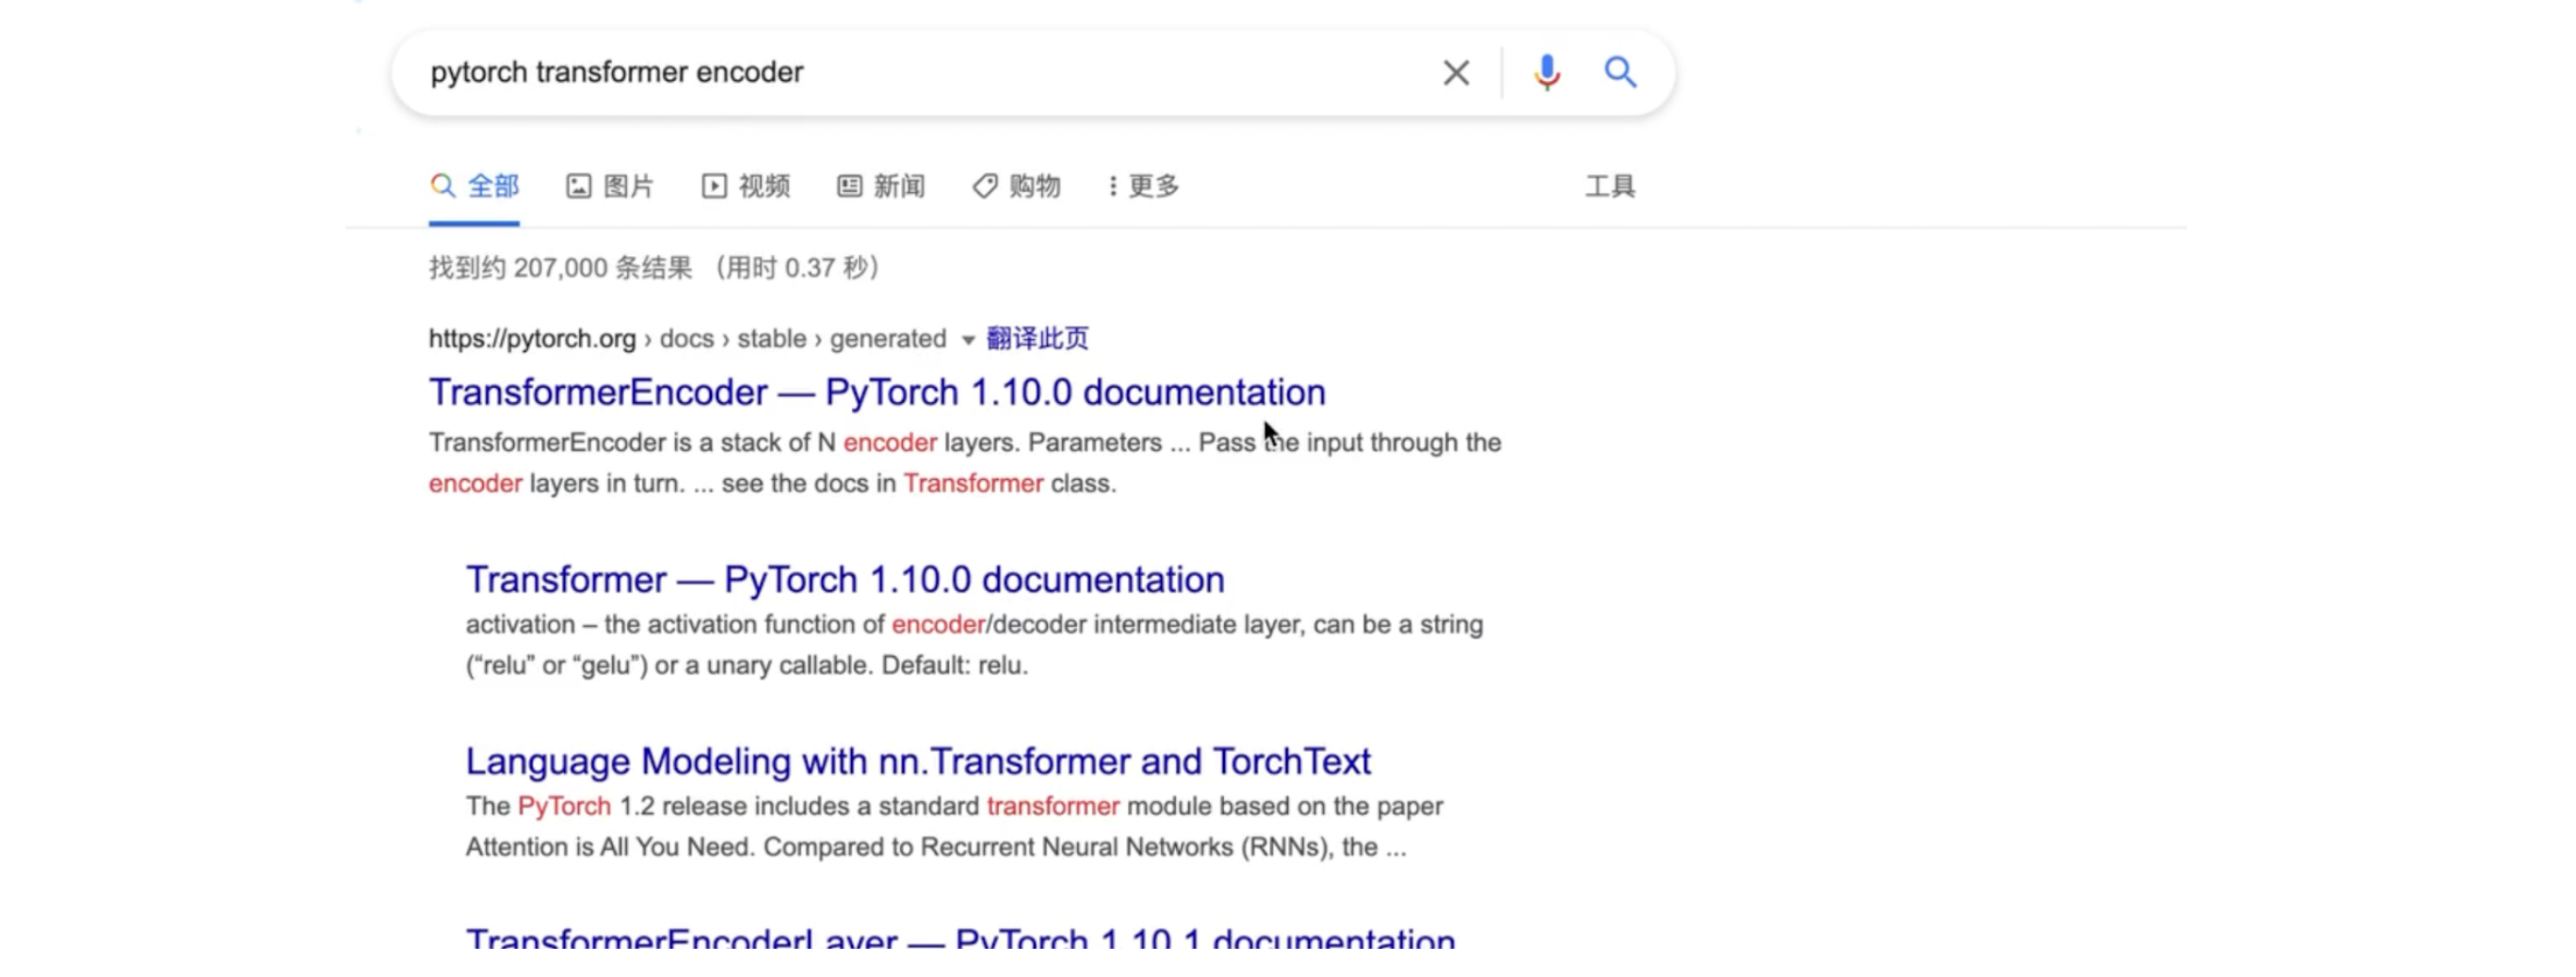 pytorch transformer encoder
全部 图片 视频 新闻 购物 更多 工具
找到约 207,000 条结果 （用时 0.37 秒）
https://pytorch.org › docs › stable › generated 翻译此页
TransformerEncoder — PyTorch 1.10.0 documentation
TransformerEncoder is a stack of N encoder layers. Parameters ... Pass the input through the
encoder layers in turn. ... see the docs in Transformer class.
Transformer — PyTorch 1.10.0 documentation
activation – the activation function of encoder/decoder intermediate layer, can be a string
(“relu” or “gelu”) or a unary callable. Default: relu.
Language Modeling with nn.Transformer and TorchText
The PyTorch 1.2 release includes a standard transformer module based on the paper
Attention is All You Need. Compared to Recurrent Neural Networks (RNNs), the ...
TransformerEncoderLayer — PyTorch 1.10.1 documentation